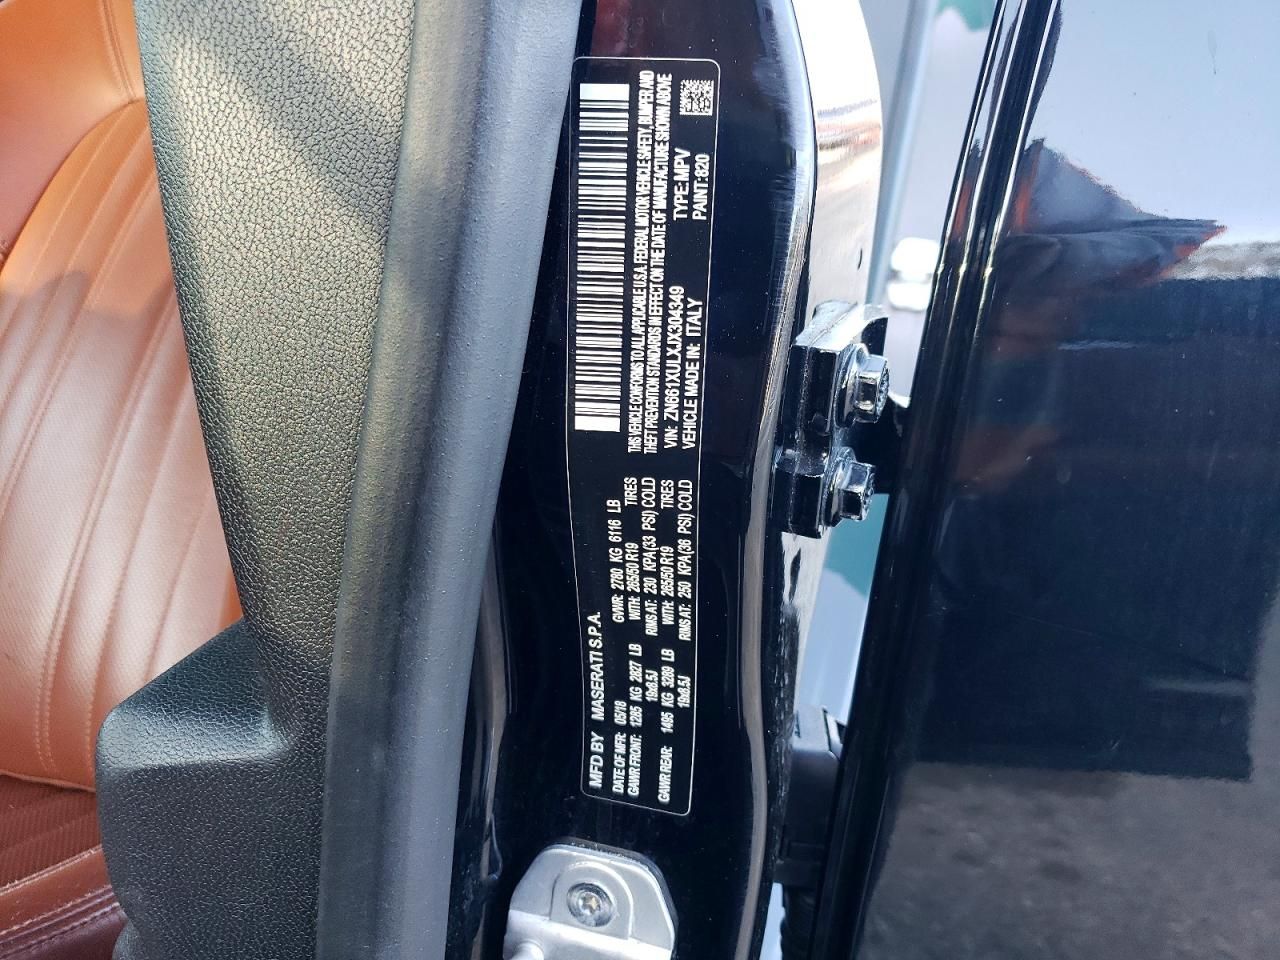 MFD BY MASERATI S.P.A.
DATE OF MFR: 05/18 GVWR: 2780 KG 6116 LB
GAWR FRONT: 1285 KG 2827 LB WITH: 265/50 R19 TIRES
19x8.5J RIMS AT: 230 KPA(33 PSI) COLD
GAWR REAR: 1495 KG 3289 LB WITH: 265/50 R19 TIRES
19x8.5J RIMS AT: 250 KPA(36 PSI) COLD
THIS VEHICLE CONFORMS TO ALL APPLICABLE U.S.A. FEDERAL MOTOR VEHICLE SAFETY, BUMPER AND
THEFT PREVENTION STANDARDS IN EFFECT ON THE DATE OF MANUFACTURE SHOWN ABOVE
VIN: ZN661XULXJX304349 TYPE: MPV
VEHICLE MADE IN: ITALY PAINT: 820